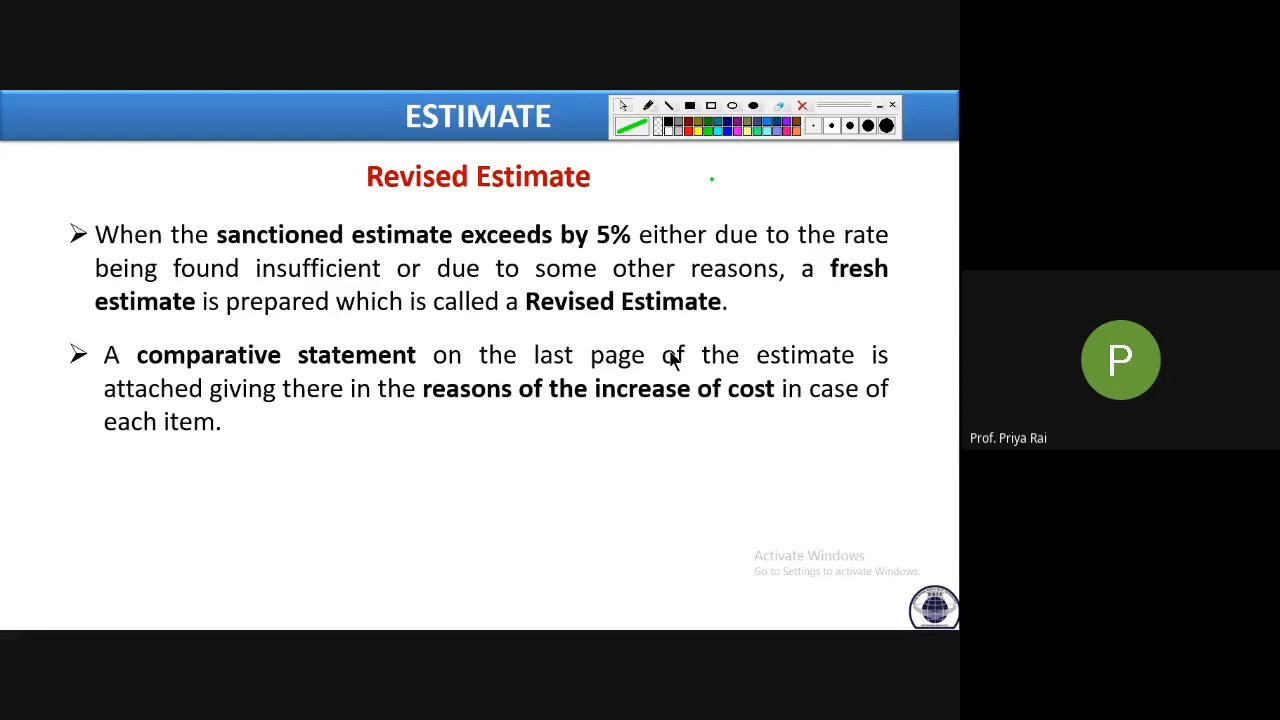 ESTIMATE
Revised Estimate
➢ When the sanctioned estimate exceeds by 5% either due to the rate
being found insufficient or due to some other reasons, a fresh
estimate is prepared which is called a Revised Estimate.
➢ A comparative statement on the last page of the estimate is
attached giving there in the reasons of the increase of cost in case of
each item.
Activate Windows
Go to Settings to activate Windows.
P
Prof. Priya Rai